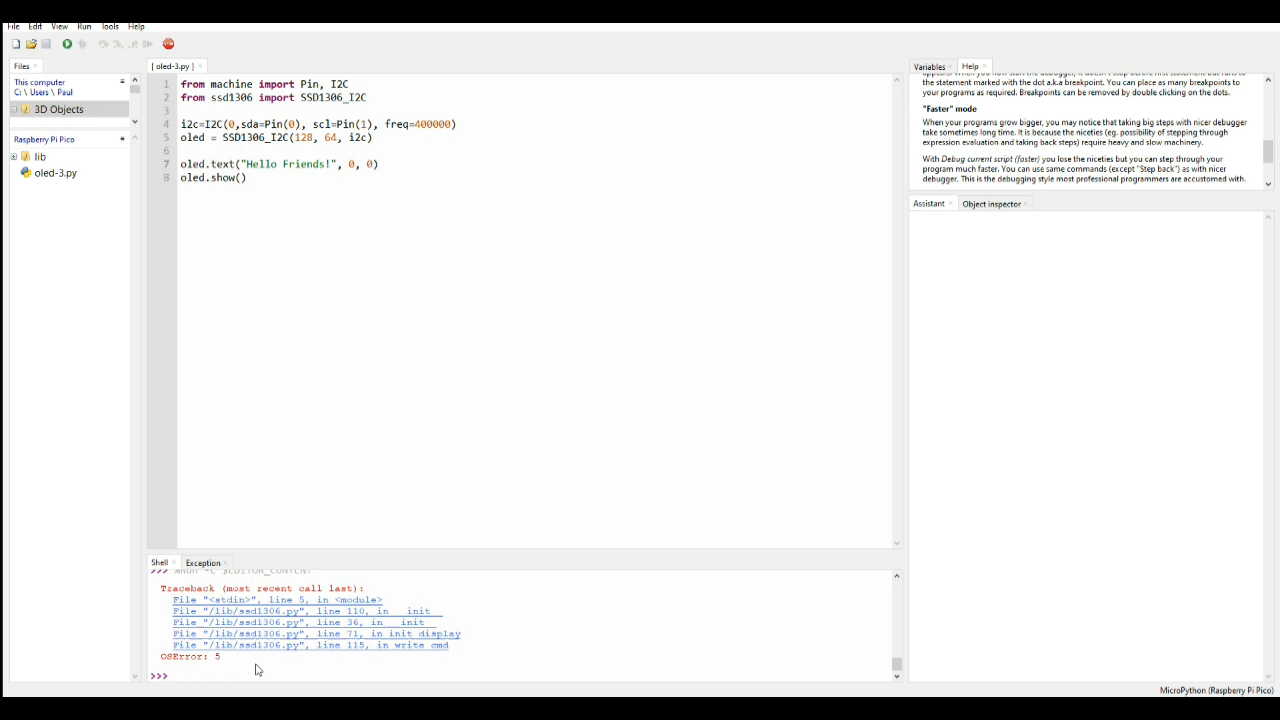 File Edit View Run Tools Help
Files
This computer
C: \ Users \ Paul
3D Objects
Raspberry Pi Pico
lib
oled-3.py
[ oled-3.py ]
1 from machine import Pin, I2C
2 from ssd1306 import SSD1306_I2C
3
4 i2c=I2C(0,sda=Pin(0), scl=Pin(1), freq=400000)
5 oled = SSD1306_I2C(128, 64, i2c)
6
7 oled.text("Hello Friends!", 0, 0)
8 oled.show()
Shell Exception
>>> %Run -c $EDITOR_CONTENT
Traceback (most recent call last):
File "<stdin>", line 5, in <module>
File "/lib/ssd1306.py", line 110, in __init__
File "/lib/ssd1306.py", line 36, in __init__
File "/lib/ssd1306.py", line 71, in init_display
File "/lib/ssd1306.py", line 115, in write_cmd
OSError: 5
>>>
Variables Help
the statement marked with the dot a.k.a breakpoint. You can place as many breakpoints to
your programs as required. Breakpoints can be removed by double clicking on the dots.
"Faster" mode
When your programs grow bigger, you may notice that taking big steps with nicer debugger
take sometimes long time. It is because the niceties (eg. possibility of stepping through
expression evaluation and taking back steps) require heavy and slow machinery.
With Debug current script (faster) you lose the niceties but you can step through your
program much faster. You can use same commands (except "Step back") as with nicer
debugger. This is the debugging style most professional programmers are accustomed with.
Assistant Object inspector
MicroPython (Raspberry Pi Pico)